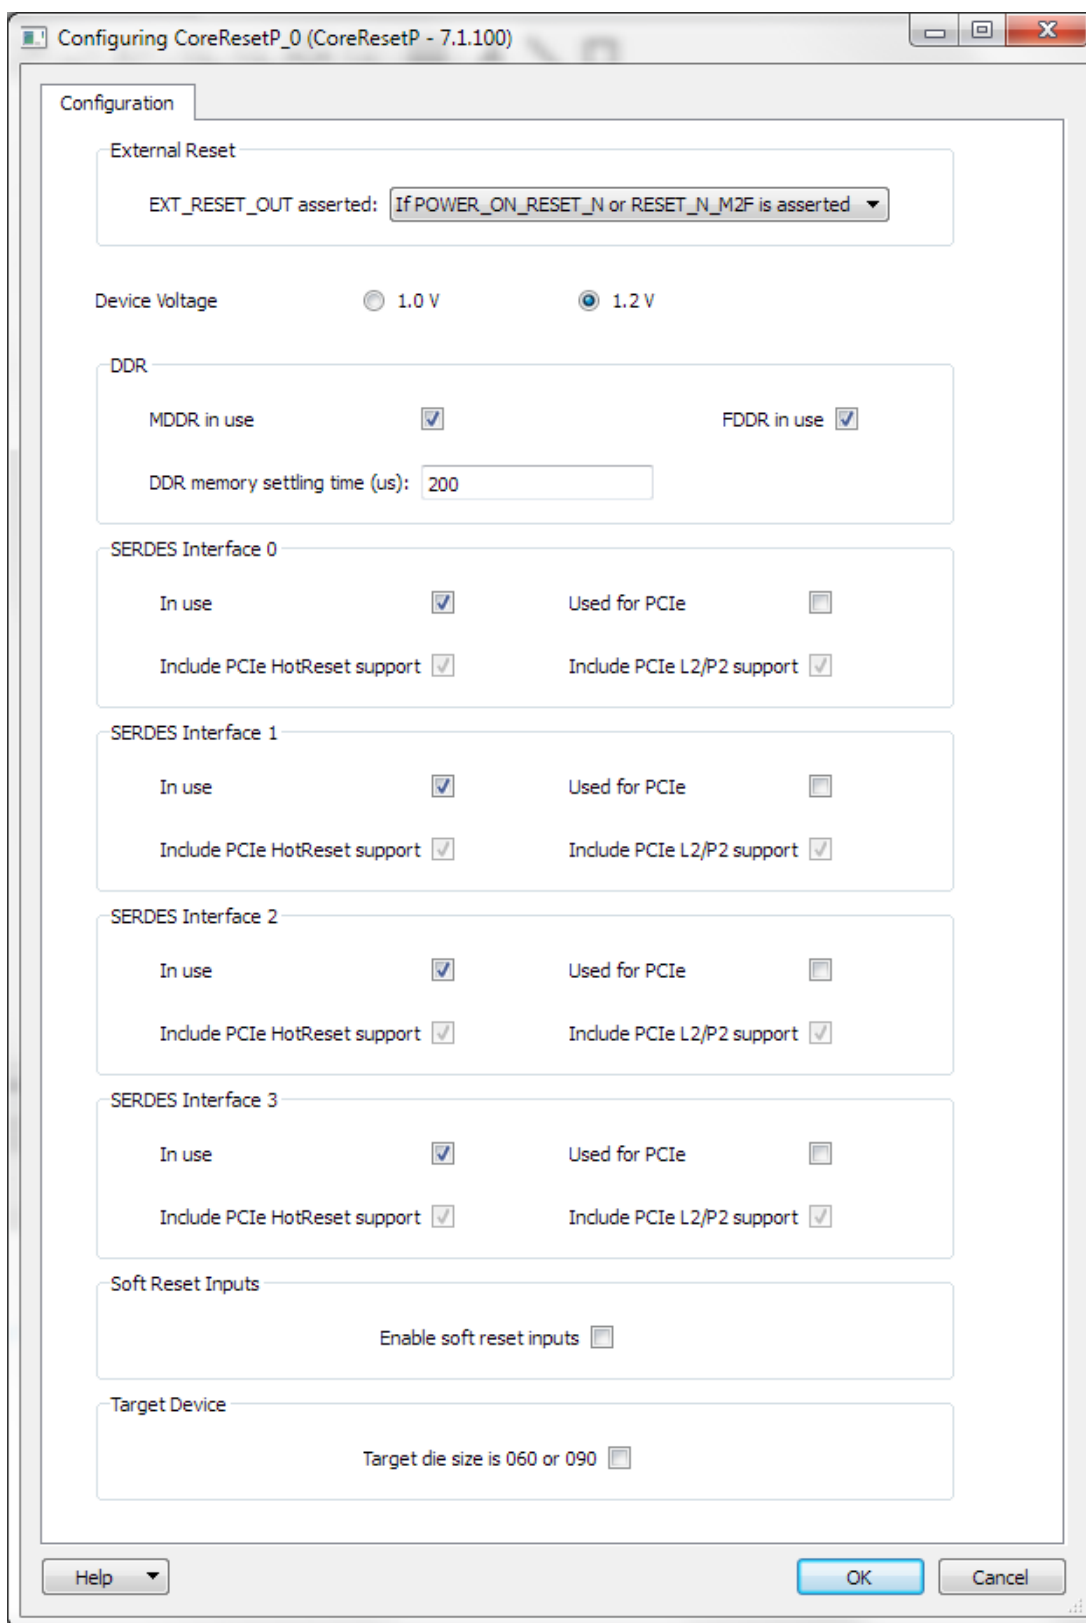 Configuring CoreResetP_0 (CoreResetP - 7.1.100)
Configuration
External Reset
EXT_RESET_OUT asserted: If POWER_ON_RESET_N or RESET_N_M2F is asserted
Device Voltage 1.0 V 1.2 V
DDR
MDDR in use FDDR in use
DDR memory settling time (us): 200
SERDES Interface 0
In use Used for PCIe
Include PCIe HotReset support Include PCIe L2/P2 support
SERDES Interface 1
In use Used for PCIe
Include PCIe HotReset support Include PCIe L2/P2 support
SERDES Interface 2
In use Used for PCIe
Include PCIe HotReset support Include PCIe L2/P2 support
SERDES Interface 3
In use Used for PCIe
Include PCIe HotReset support Include PCIe L2/P2 support
Soft Reset Inputs
Enable soft reset inputs
Target Device
Target die size is 060 or 090
Help OK Cancel